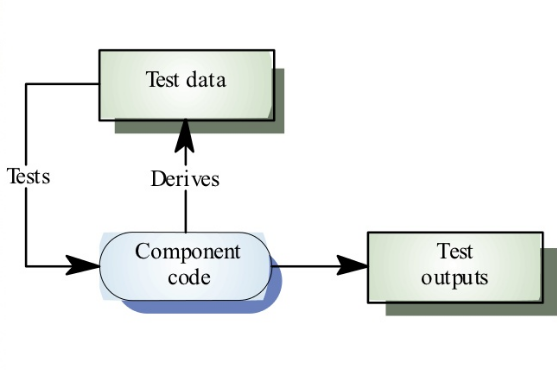 Test data
Tests
Derives
Component
code
Test
outputs